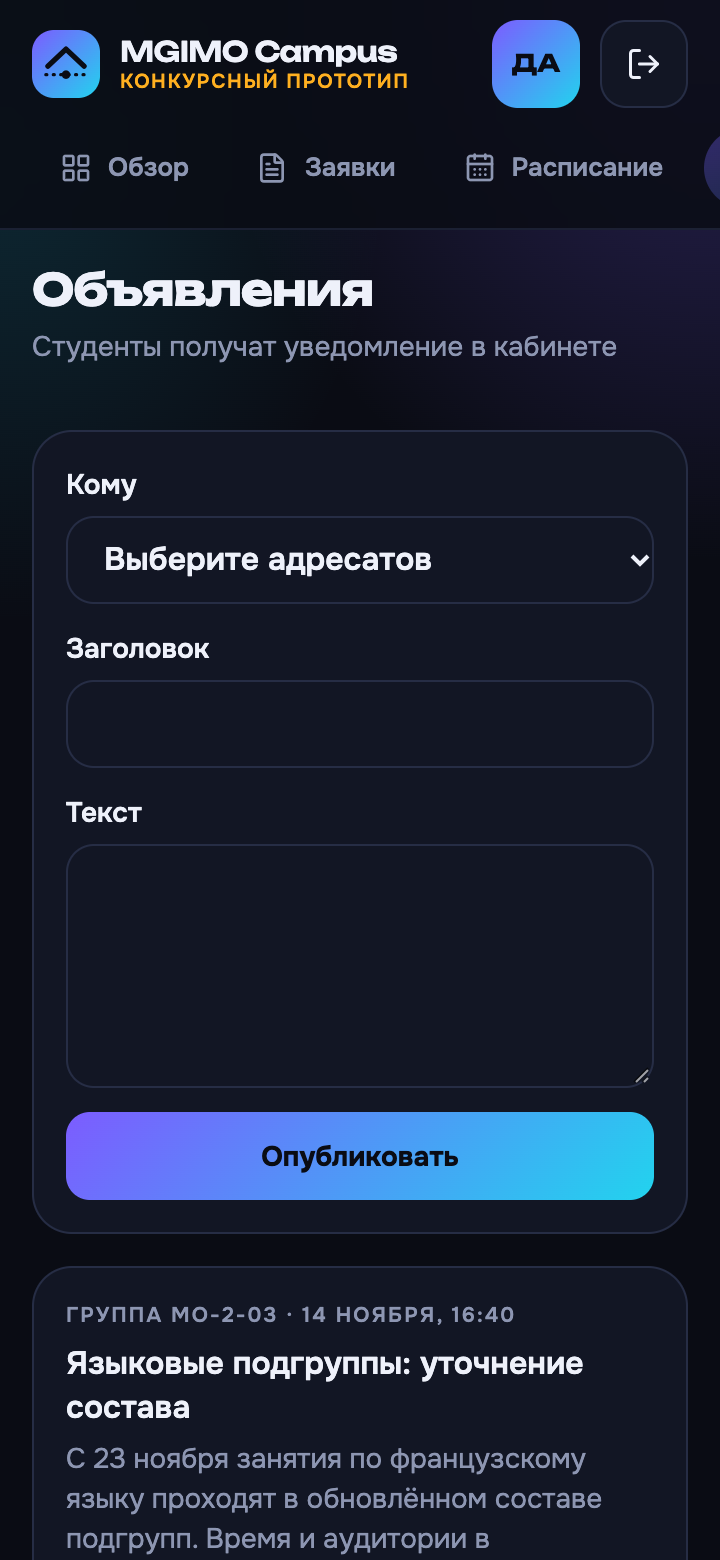 MGIMO Campus
КОНКУРСНЫЙ ПРОТОТИП
ДА
Обзор
Заявки
Расписание
Объявления
Студенты получат уведомление в кабинете
Кому
Выберите адресатов
Заголовок
Текст
Опубликовать
ГРУППА МО-2-03 · 14 НОЯБРЯ, 16:40
Языковые подгруппы: уточнение
состава
С 23 ноября занятия по французскому
языку проходят в обновлённом составе
подгрупп. Время и аудитории в